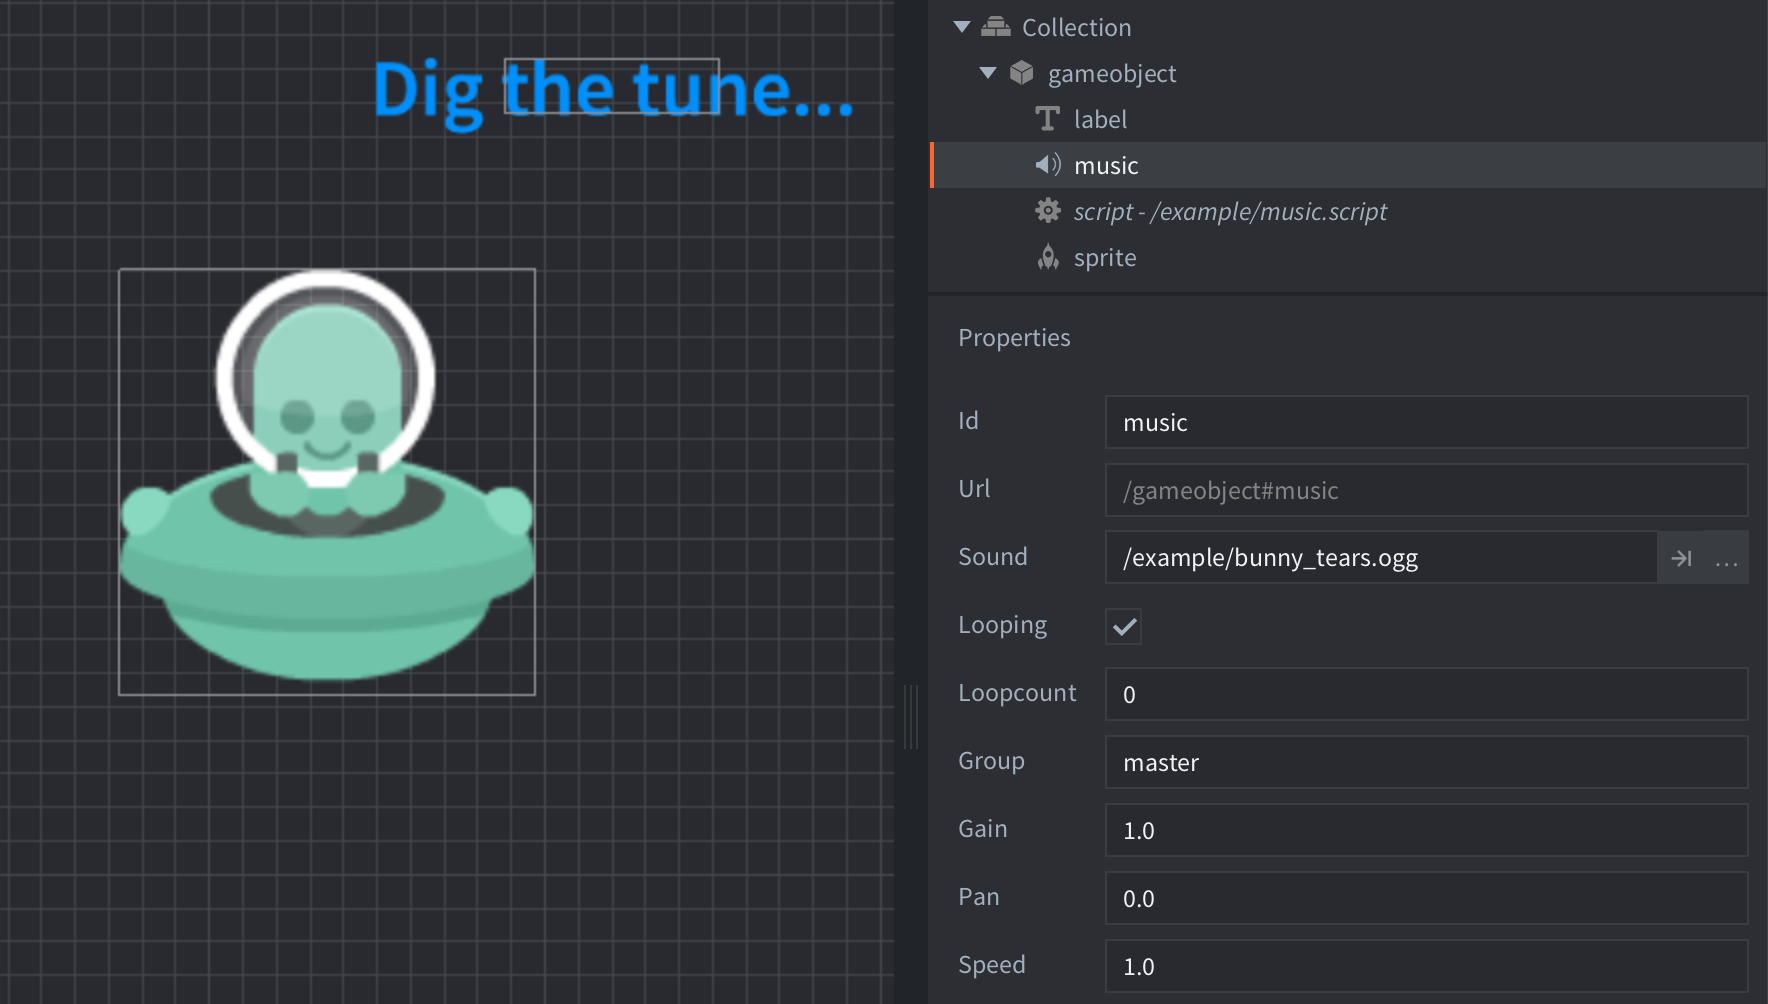 Dig the tune...
Collection
gameobject
label
music
script - /example/music.script
sprite
Properties
Id music
Url /gameobject#music
Sound /example/bunny_tears.ogg ...
Looping
Loopcount 0
Group master
Gain 1.0
Pan 0.0
Speed 1.0